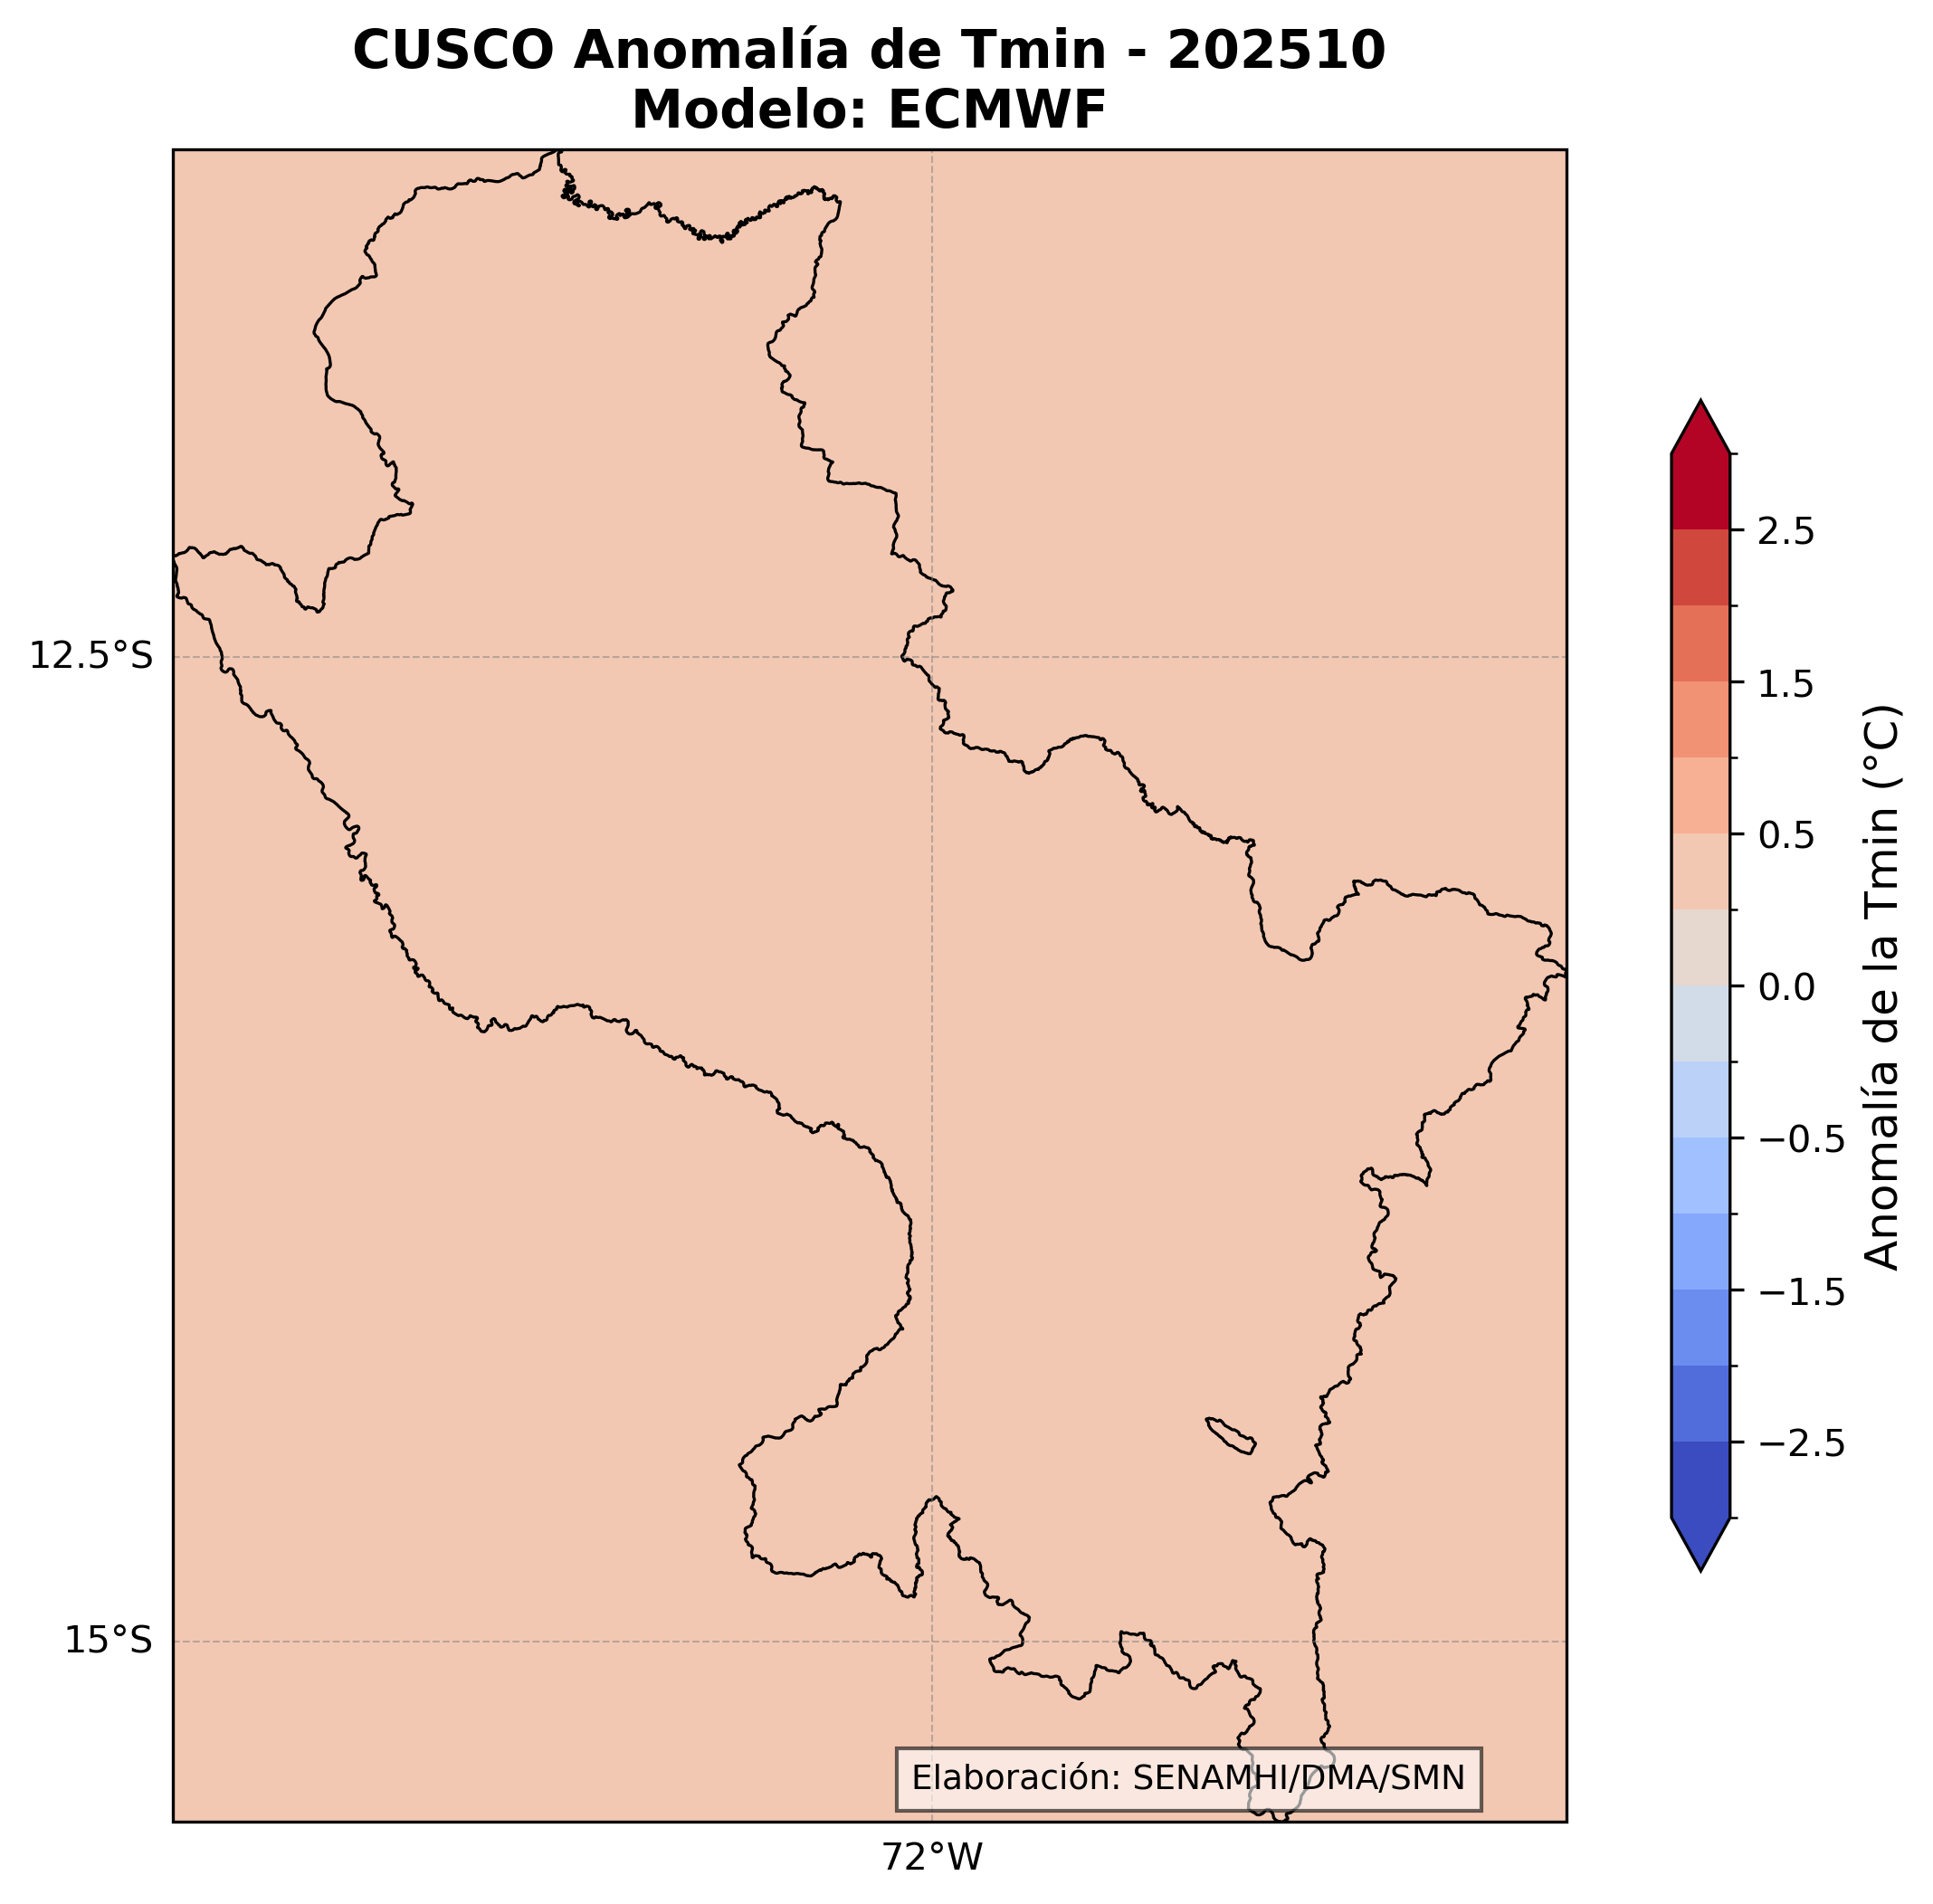 CUSCO Anomalía de Tmin - 202510
Modelo: ECMWF
12.5°S
15°S
72°W
2.5
1.5
0.5
0.0
−0.5
−1.5
−2.5
Anomalía de la Tmin (°C)
Elaboración: SENAMHI/DMA/SMN